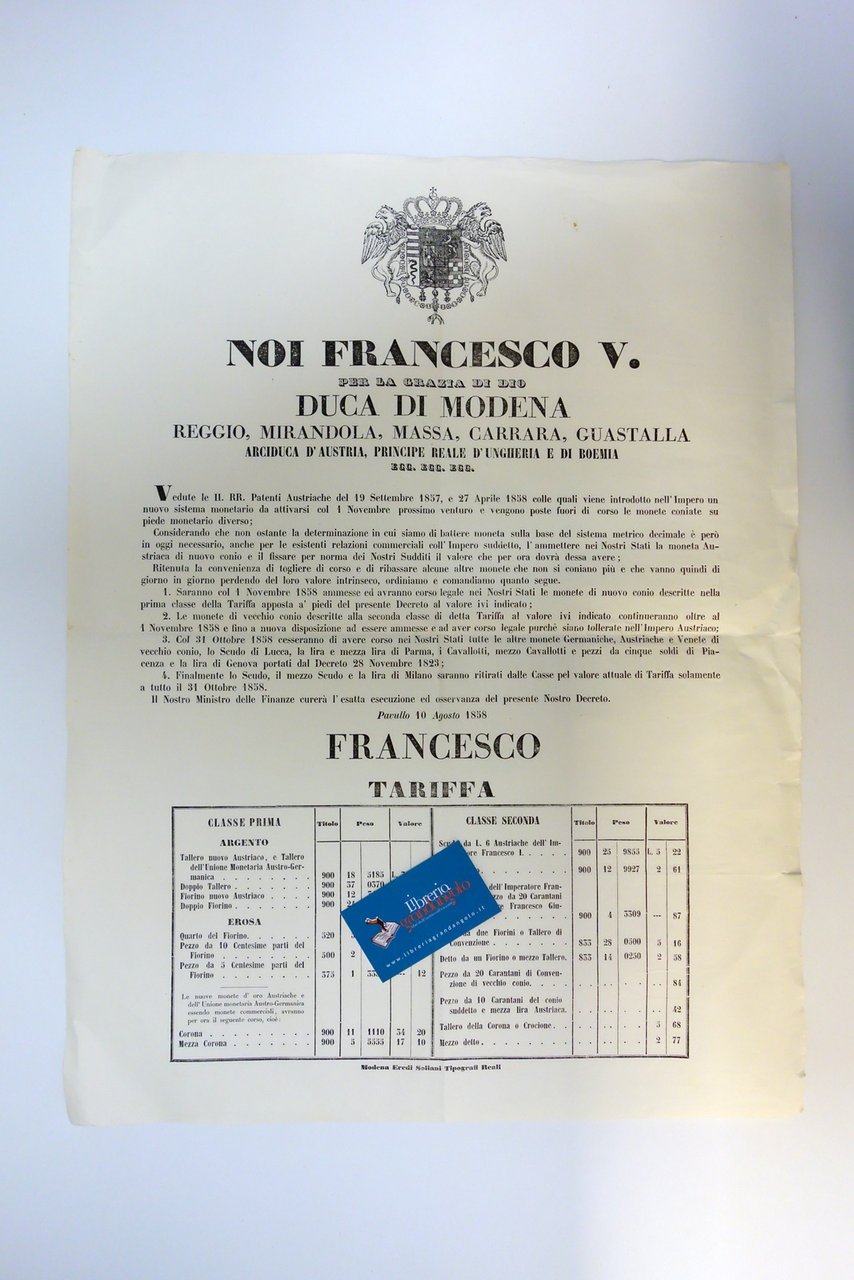 NOI FRANCESCO V.
PER LA GRAZIA DI DIO
DUCA DI MODENA
REGGIO, MIRANDOLA, MASSA, CARRARA, GUASTALLA
ARCIDUCA D'AUSTRIA, PRINCIPE REALE D'UNGHERIA E DI BOEMIA
ECC. ECC. ECC.
Vedute le II. RR. Patenti Austriache del 19 Settembre 1857, e 27 Aprile 1858 colle quali viene introdotto nell'Impero un
nuovo sistema monetario da attivarsi col 1 Novembre prossimo venturo e vengono poste fuori di corso le monete coniate su
piede monetario diverso;
Considerando che non ostante la determinazione in cui siamo di battere moneta sulla base del sistema metrico decimale è però
in oggi necessario, anche per le esistenti relazioni commerciali coll'Impero suddetto, l'ammettere nei Nostri Stati la moneta Au-
striaca di nuovo conio e il fissare per norma dei Nostri Sudditi il valore che per ora dovrà dessa avere;
Ritenuta la convenienza di togliere di corso e di ribassare alcune altre monete che non si coniano più e che vanno quindi di
giorno in giorno perdendo del loro valore intrinseco, ordiniamo e comandiamo quanto segue.
1. Saranno col 1 Novembre 1858 ammesse ed avranno corso legale nei Nostri Stati le monete di nuovo conio descritte nella
prima classe della Tariffa apposta a' piedi del presente Decreto al valore ivi indicato;
2. Le monete di vecchio conio descritte alla seconda classe di detta Tariffa al valore ivi indicato continueranno oltre al
1 Novembre 1858 e fino a nuova disposizione ad essere ammesse e ad aver corso legale purchè siano tollerate nell'Impero Austriaco;
3. Col 31 Ottobre 1858 cesseranno di avere corso nei Nostri Stati tutte le altre monete Germaniche, Austriache e Venete di
vecchio conio, lo Scudo di Lucca, la lira e mezza lira di Parma, i Cavallotti, mezzo Cavallotti e pezzi da cinque soldi di Pia-
cenza e la lira di Genova portati dal Decreto 28 Novembre 1823;
4. Finalmente lo Scudo, il mezzo Scudo e la lira di Milano saranno ritirati dalle Casse pel valore attuale di Tariffa solamente
a tutto il 31 Ottobre 1858.
Il Nostro Ministro delle Finanze curerà l'esatta esecuzione ed osservanza del presente Nostro Decreto.
Pavullo 10 Agosto 1858
FRANCESCO
TARIFFA
CLASSE PRIMA Titolo Peso Valore
ARGENTO
Tallero nuovo Austriaco, e Tallero
dell'Unione Monetaria Austro-Ger-
manica . . . . . . . . 900 18 5185 L.
Doppio Tallero . . . . . . . 900 37 0370
Fiorino nuovo Austriaco . . . . 900 12
Doppio Fiorino . . . . . . . 900
EROSA
Quarto del Fiorino. . . . . . 520
Pezzo da 10 Centesime parti del
Fiorino . . . . . . . . 500 2
Pezzo da 5 Centesime parti del
Fiorino . . . . . . . . 375 1 12
Le nuove monete d'oro Austriache e
dell'Unione monetaria Austro-Germanica
essendo monete commerciali, avranno
per ora il seguente corso, cioè:
Corona . . . . . . . . . 900 11 1110 34 20
Mezza Corona . . . . . . . 900 5 5555 17 10
CLASSE SECONDA Titolo Peso Valore
da L. 6 Austriache dell'Im-
Francesco I. . . . . 900 25 9855 L. 5 22
900 12 9927 2 61
dell'Imperatore Fran-
da 20 Carantani
Francesco Giu-
900 4 3309 --- 87
da due Fiorini o Tallero di
Convenzione . . . . . . . 833 28 0500 5 16
Detto da un Fiorino o mezzo Tallero. 833 14 0250 2 58
Pezzo da 20 Carantani di Conven-
zione di vecchio conio. . . . . 84
Pezzo da 10 Carantani del conio
suddetto e mezza lira Austriaca. 42
Tallero della Corona o Crocione . . 5 68
Mezzo detto. . . . . . . . 2 77
Libreria
grandangolo
www.libreriagrandangolo.it
Modena Eredi Soliani Tipografi Reali